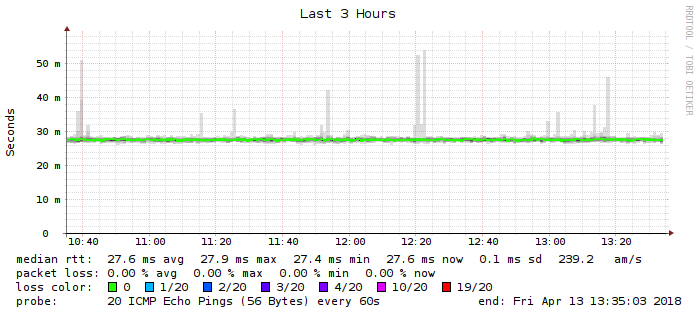 Last 3 Hours
RRDTOOL / TOBI OETIKER
Seconds
50 m
40 m
30 m
20 m
10 m
0
10:40 11:00 11:20 11:40 12:00 12:20 12:40 13:00 13:20
median rtt: 27.6 ms avg 27.9 ms max 27.4 ms min 27.6 ms now 0.1 ms sd 239.2 am/s
packet loss: 0.00 % avg 0.00 % max 0.00 % min 0.00 % now
loss color: 0 1/20 2/20 3/20 4/20 10/20 19/20
probe: 20 ICMP Echo Pings (56 Bytes) every 60s end: Fri Apr 13 13:35:03 2018